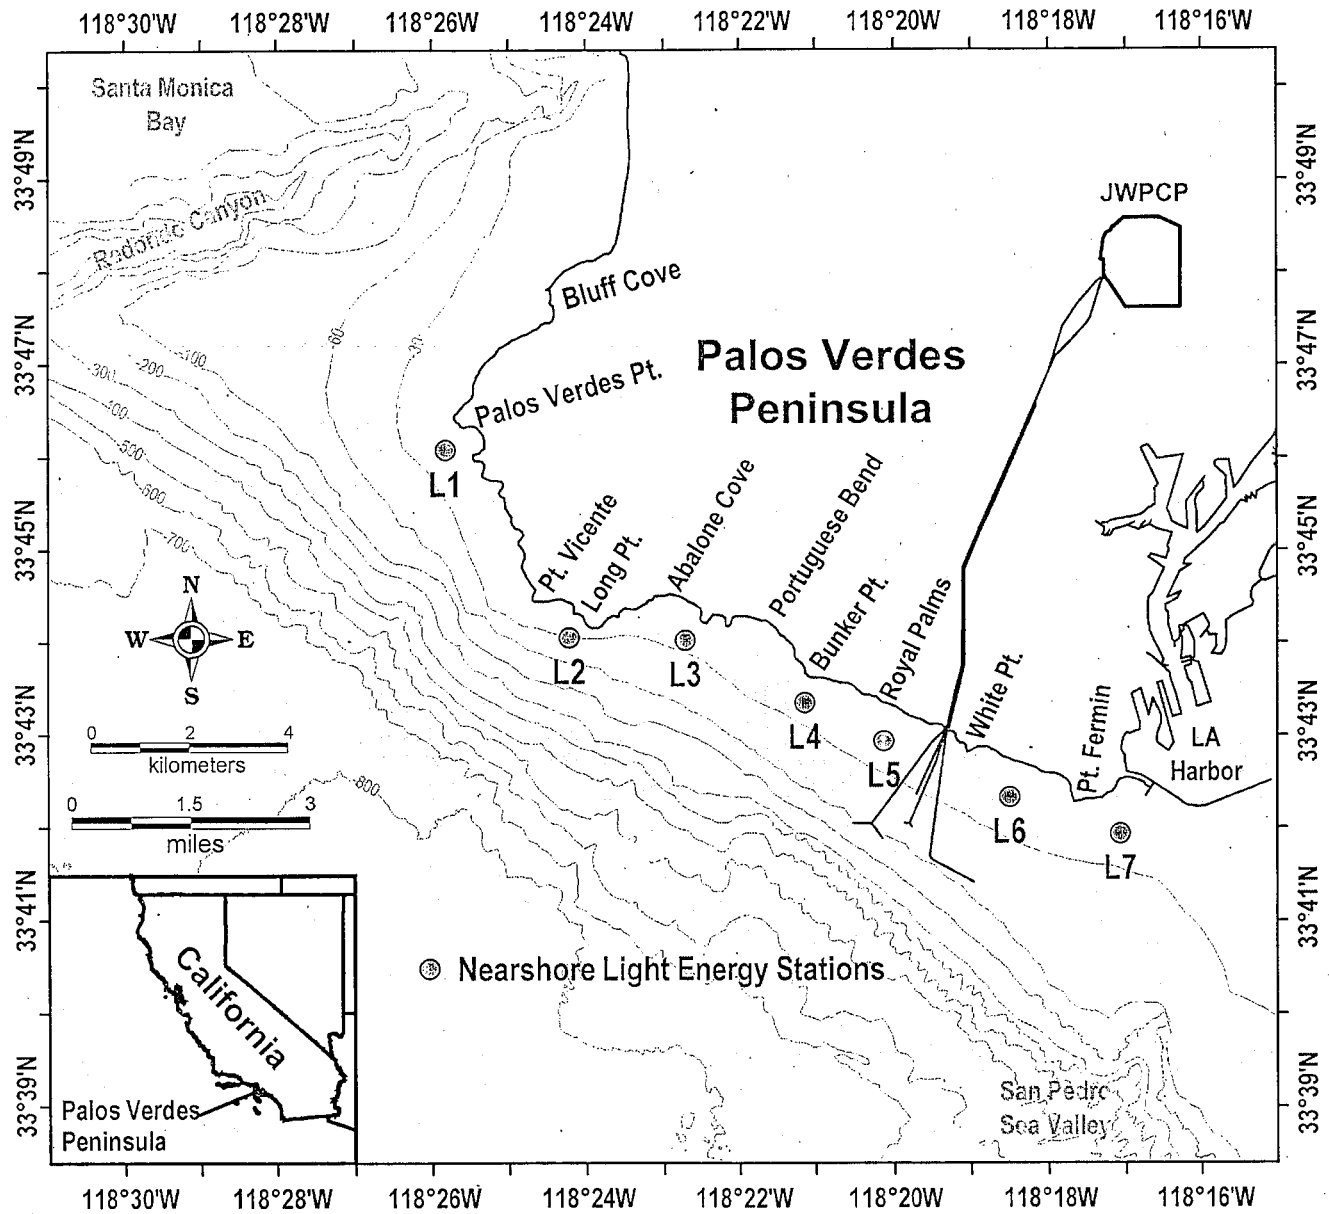 118°30'W 118°28'W 118°26'W 118°24'W 118°22'W 118°20'W 118°18'W 118°16'W
Santa Monica
Bay
33°49'N
33°49'N
JWPCP
Redondo Canyon
Bluff Cove
33°47'N
33°47'N
Palos Verdes
Peninsula
Palos Verdes Pt.
-60
-30
-100
-200
-300
-500
-600
-700
-800
L1
33°45'N
33°45'N
Pt. Vicente
Long Pt.
Abalone Cove
Portuguese Bend
Bunker Pt.
Royal Palms
White Pt.
Pt. Fermin
N
W E
S
L2
L3
L4
L5
L6
L7
33°43'N
33°43'N
LA
Harbor
0 2 4
kilometers
0 1.5 3
miles
33°41'N
33°41'N
California
Palos Verdes
Peninsula
Nearshore Light Energy Stations
33°39'N
33°39'N
San Pedro
Sea Valley
118°30'W 118°28'W 118°26'W 118°24'W 118°22'W 118°20'W 118°18'W 118°16'W